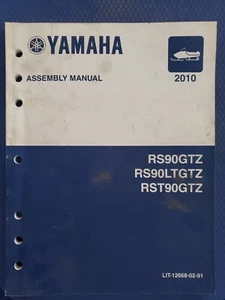 YAMAHA
ASSEMBLY MANUAL
2010
RS90GTZ
RS90LTGTZ
RST90GTZ
LIT-12668-02-91